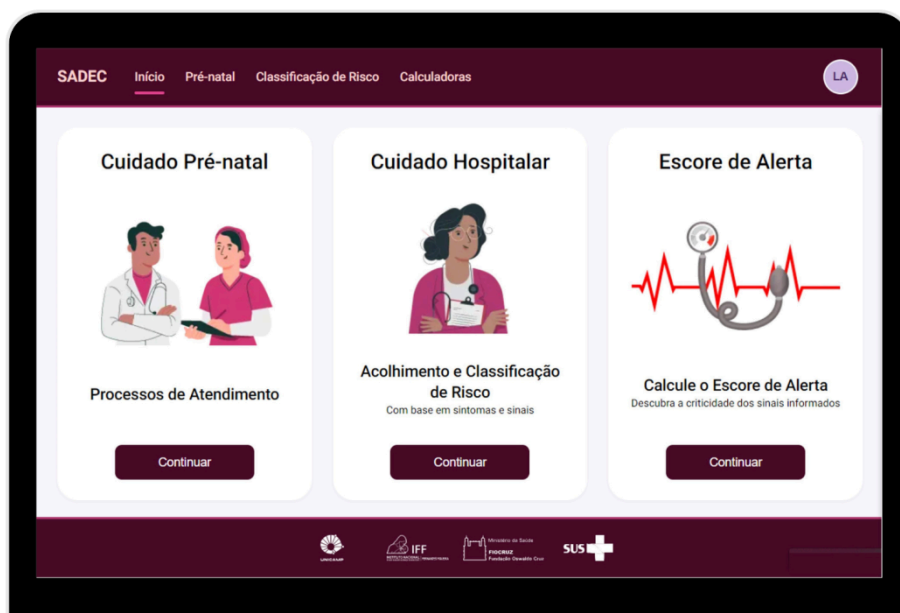 SADEC
Início
Pré-natal
Classificação de Risco
Calculadoras
LA
Cuidado Pré-natal
Processos de Atendimento
Continuar
Cuidado Hospitalar
Acolhimento e Classificação
de Risco
Com base em sintomas e sinais
Continuar
Escore de Alerta
Calcule o Escore de Alerta
Descubra a criticidade dos sinais informados
Continuar
UNICAMP
IFF
Ministério da Saúde
FIOCRUZ
Fundação Oswaldo Cruz
SUS